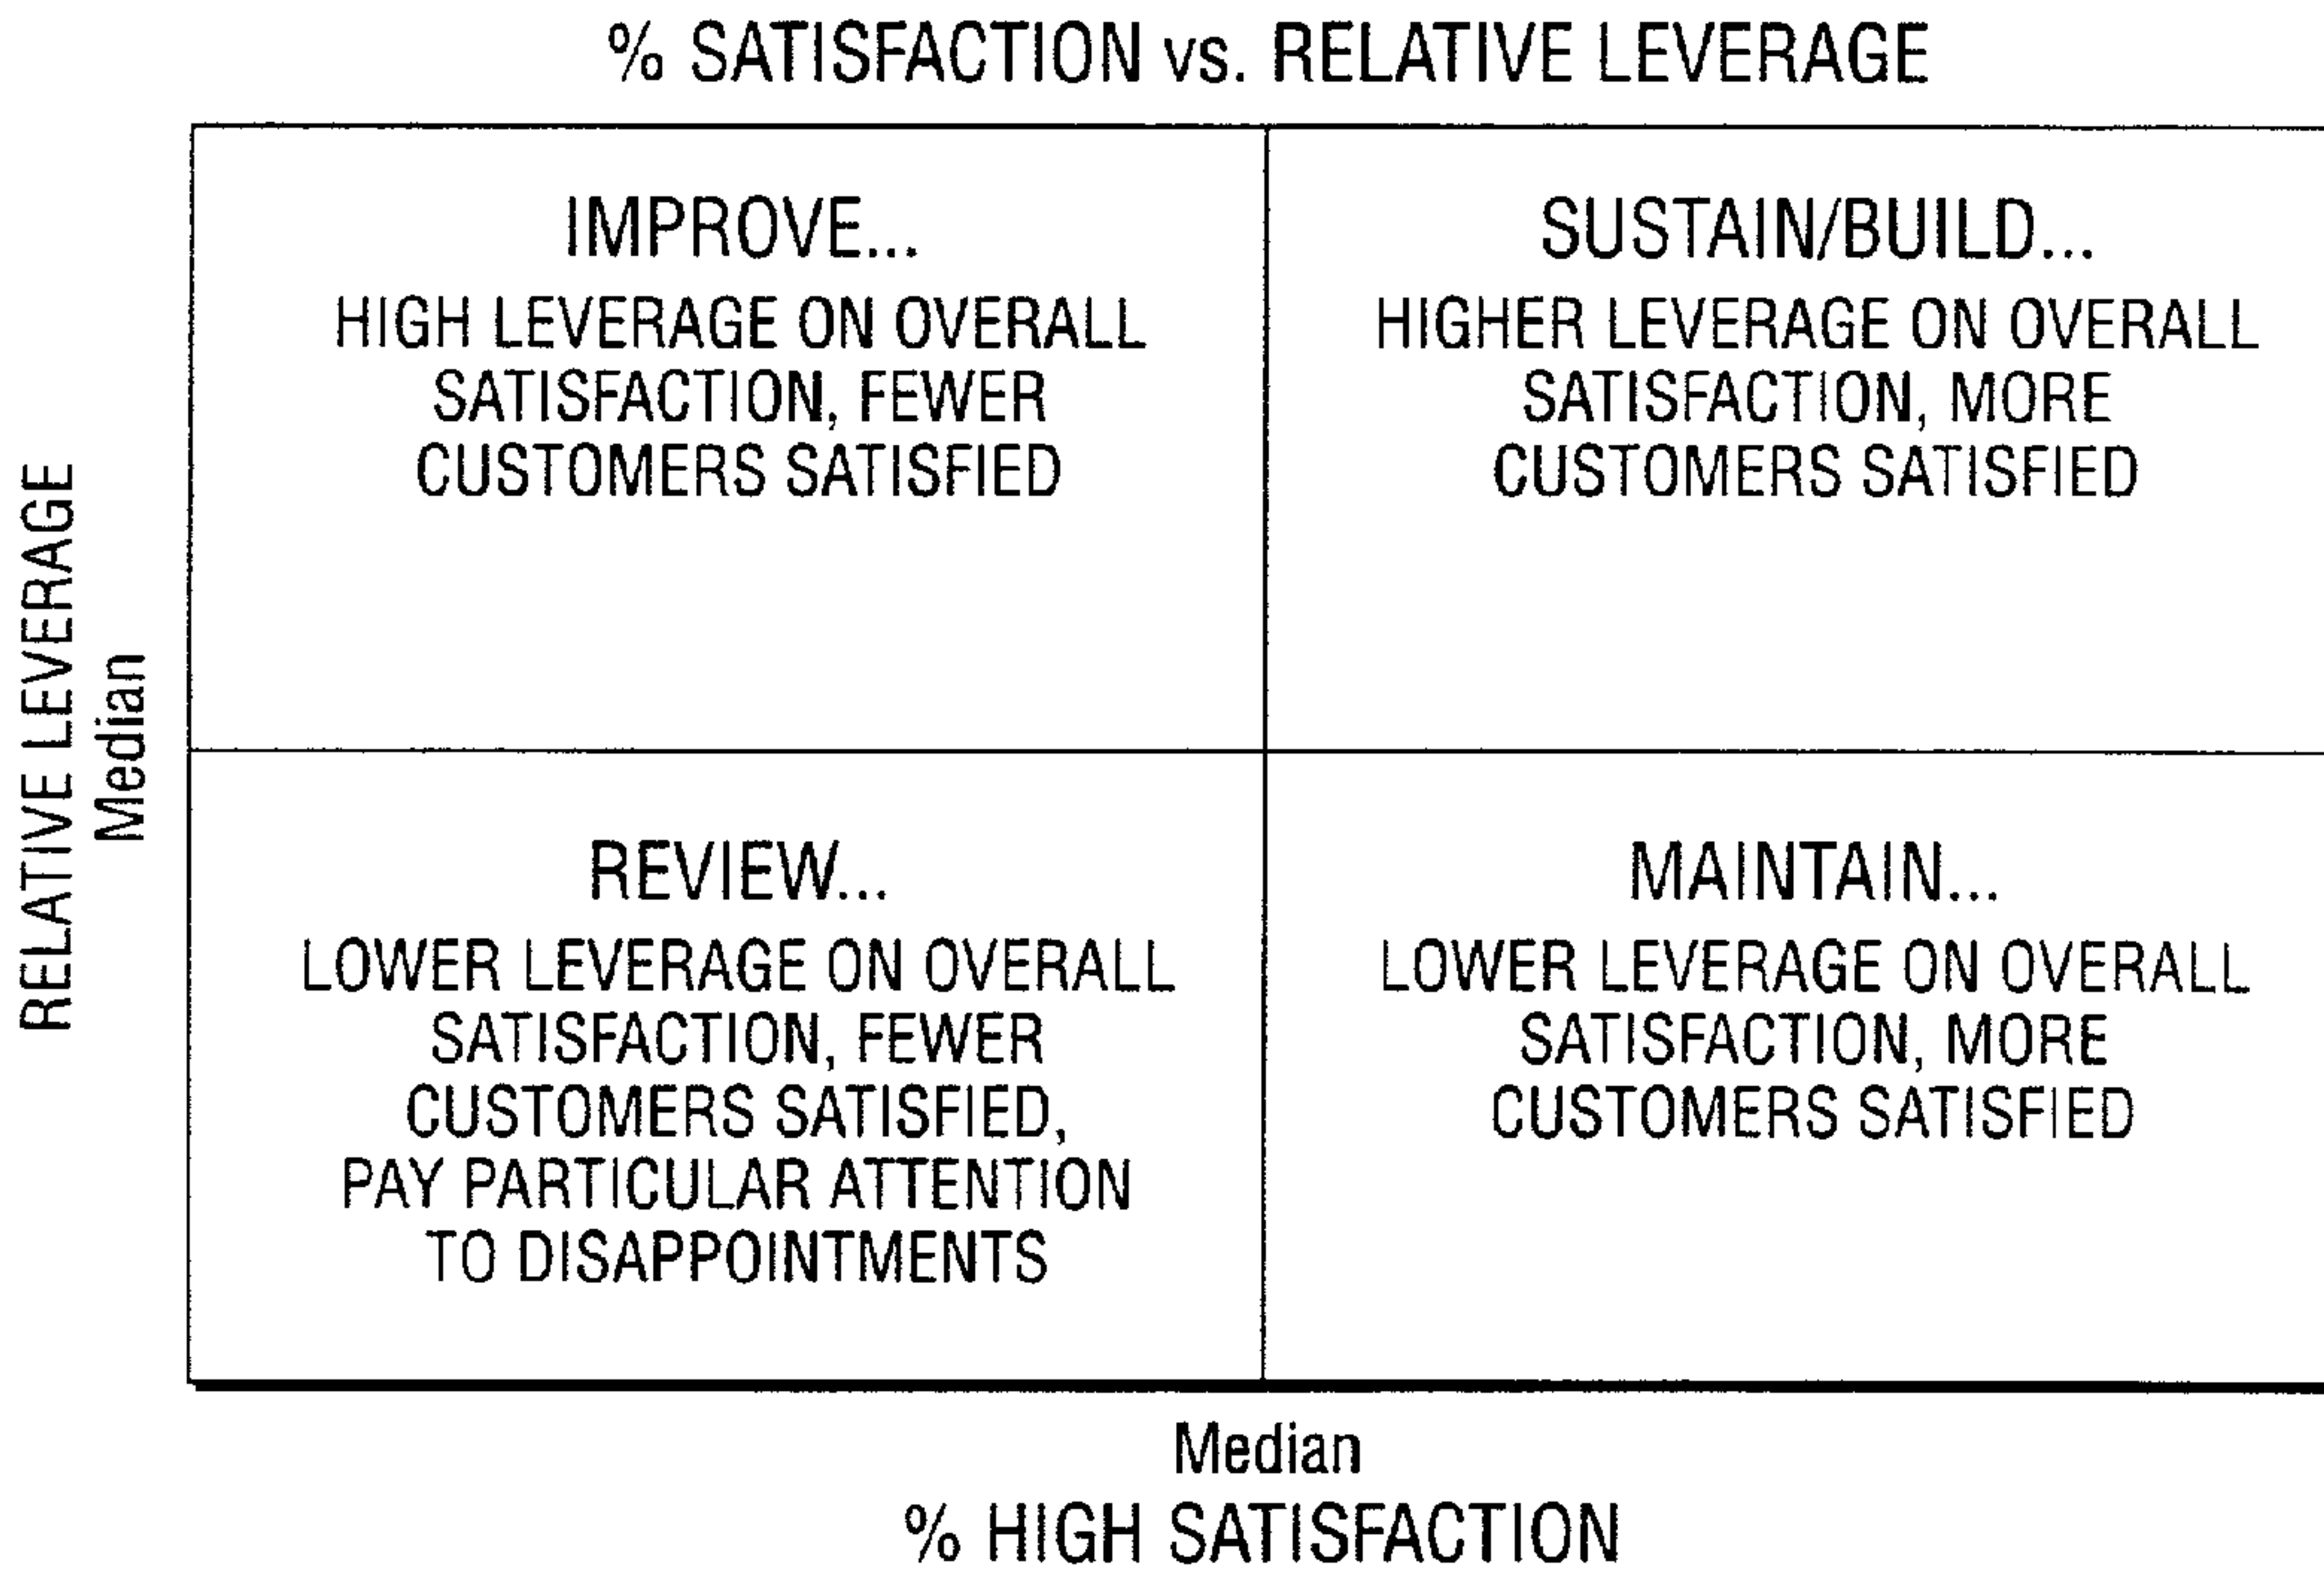 % SATISFACTION vs. RELATIVE LEVERAGE
IMPROVE...
HIGH LEVERAGE ON OVERALL
SATISFACTION, FEWER
CUSTOMERS SATISFIED
SUSTAIN/BUILD...
HIGHER LEVERAGE ON OVERALL
SATISFACTION, MORE
CUSTOMERS SATISFIED
RELATIVE LEVERAGE
Median
REVIEW...
LOWER LEVERAGE ON OVERALL
SATISFACTION, FEWER
CUSTOMERS SATISFIED,
PAY PARTICULAR ATTENTION
TO DISAPPOINTMENTS
MAINTAIN...
LOWER LEVERAGE ON OVERALL
SATISFACTION, MORE
CUSTOMERS SATISFIED
Median
% HIGH SATISFACTION